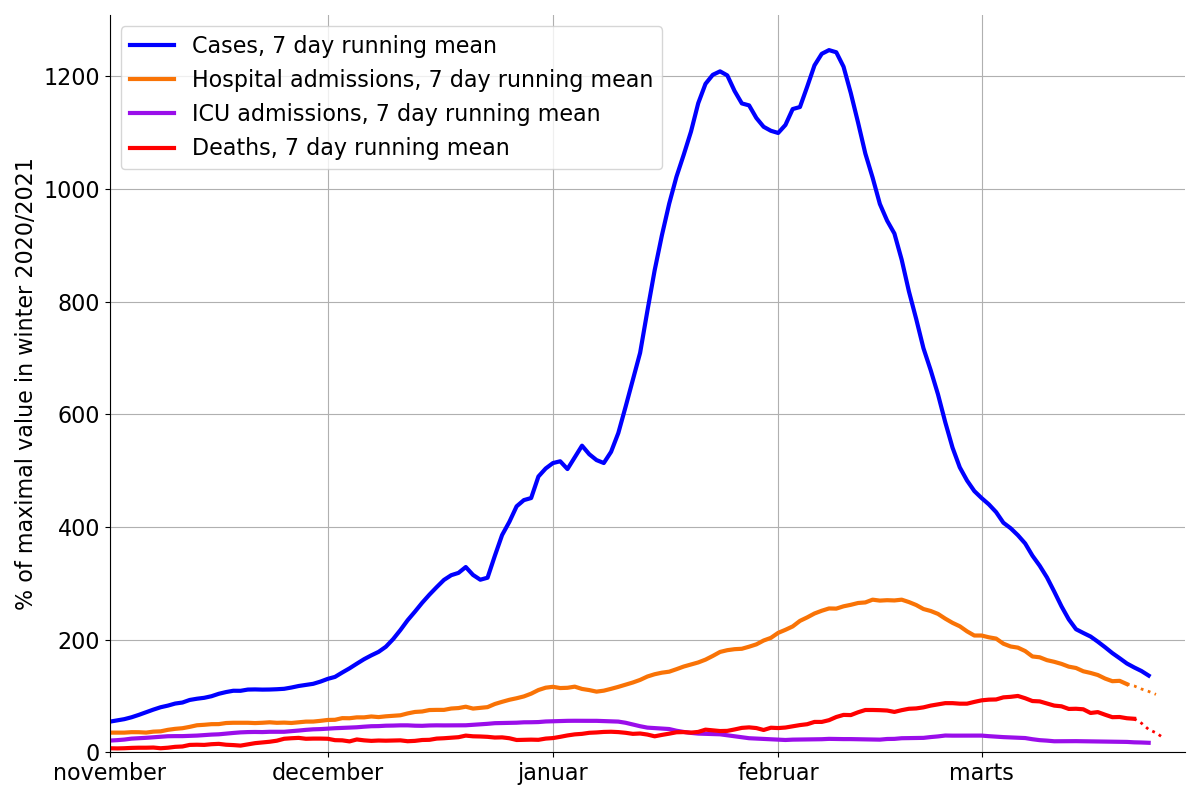 Cases, 7 day running mean
Hospital admissions, 7 day running mean
ICU admissions, 7 day running mean
Deaths, 7 day running mean
% of maximal value in winter 2020/2021
1200
1000
800
600
400
200
0
november december januar februar marts